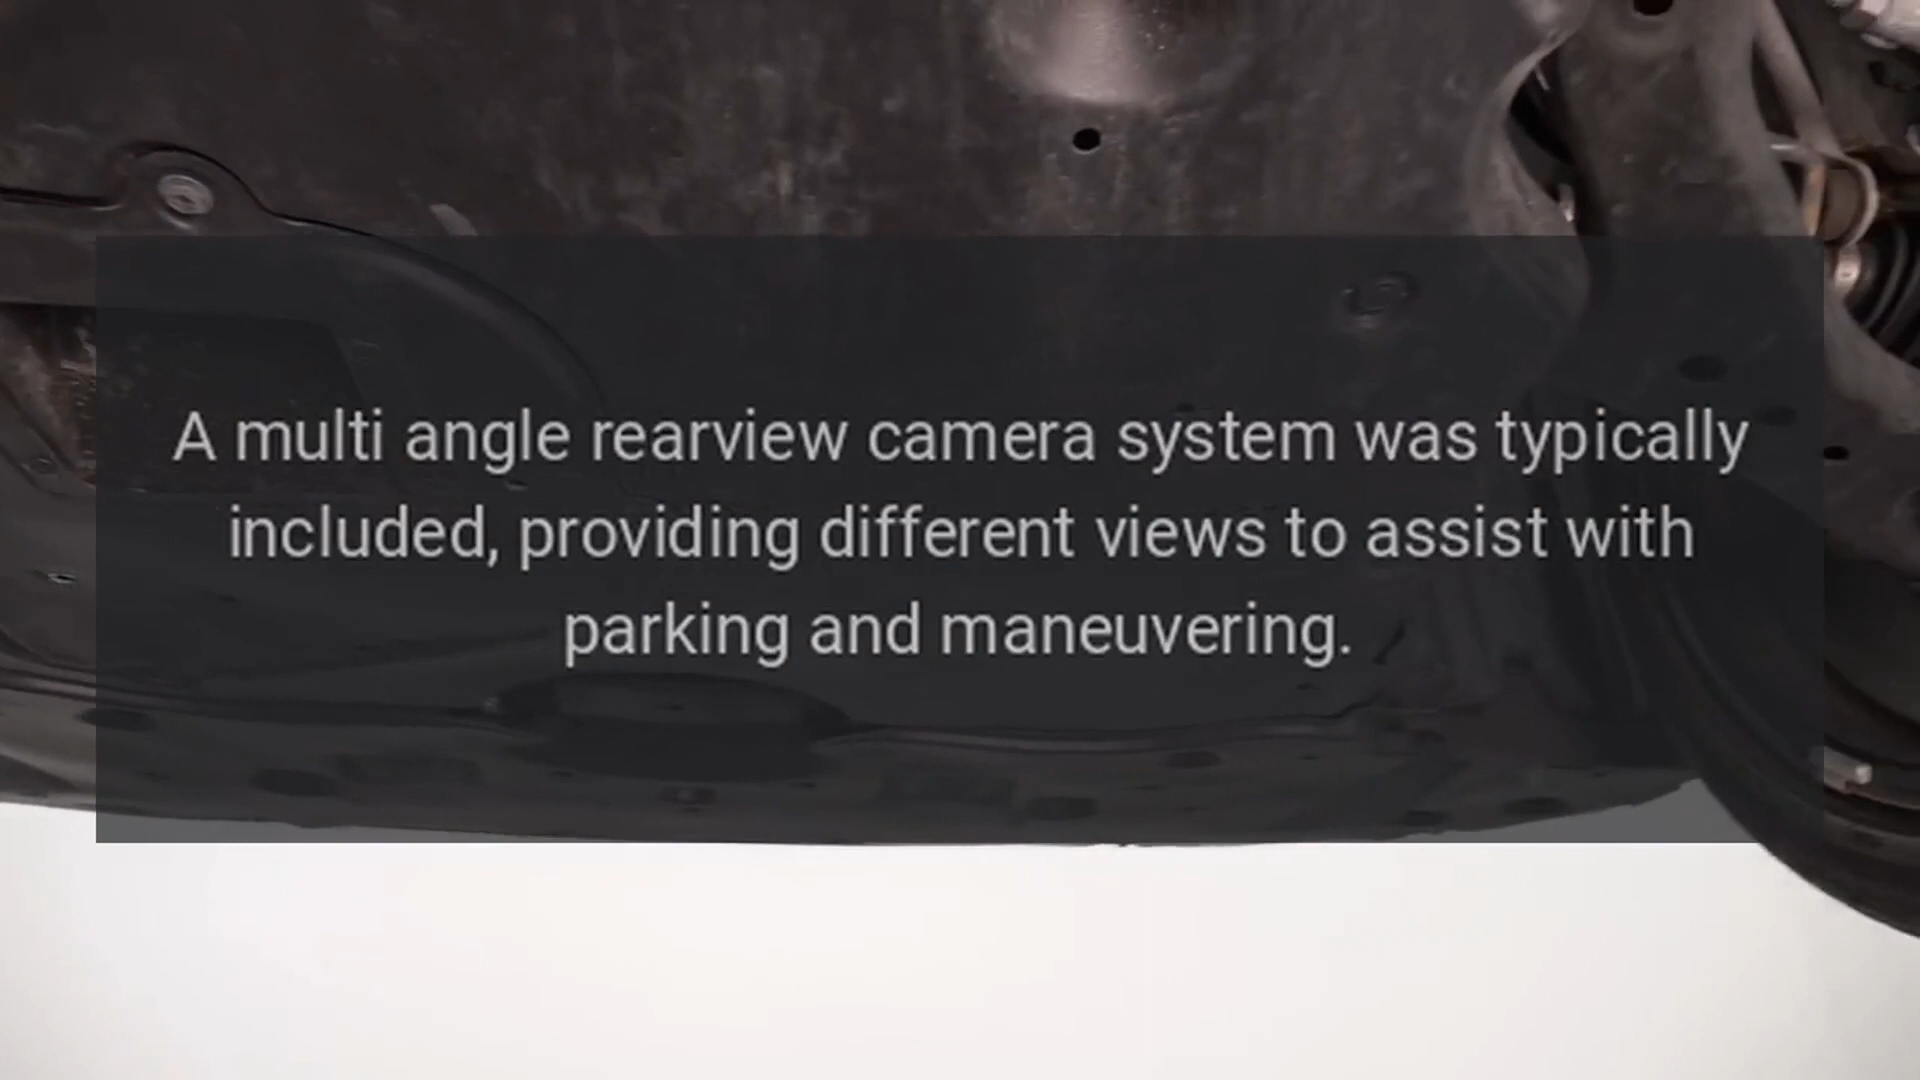 A multi angle rearview camera system was typically
included, providing different views to assist with
parking and maneuvering.